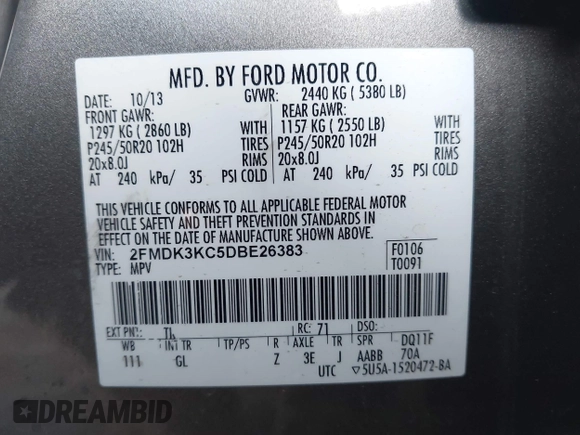 MFD. BY FORD MOTOR CO.
DATE: 10/13 GVWR: 2440 KG ( 5380 LB)
FRONT GAWR: REAR GAWR:
1297 KG ( 2860 LB) WITH 1157 KG ( 2550 LB) WITH
P245/50R20 102H TIRES P245/50R20 102H TIRES
20x8.0J RIMS 20x8.0J RIMS
AT 240 kPa/ 35 PSI COLD AT 240 kPa/ 35 PSI COLD
THIS VEHICLE CONFORMS TO ALL APPLICABLE FEDERAL MOTOR
VEHICLE SAFETY AND THEFT PREVENTION STANDARDS IN
EFFECT ON THE DATE OF MANUFACTURE SHOWN ABOVE.
VIN: 2FMDK3KC5DBE26383 F0106
TYPE: MPV T0091
EXT PNT: RC: 71 DSO:
WB INT TR TP/PS R AXLE TR SPR DQ11F
111 GL Z 3E J AABB 70A
UTC ▽5U5A-1520472-BA
DREAMBID